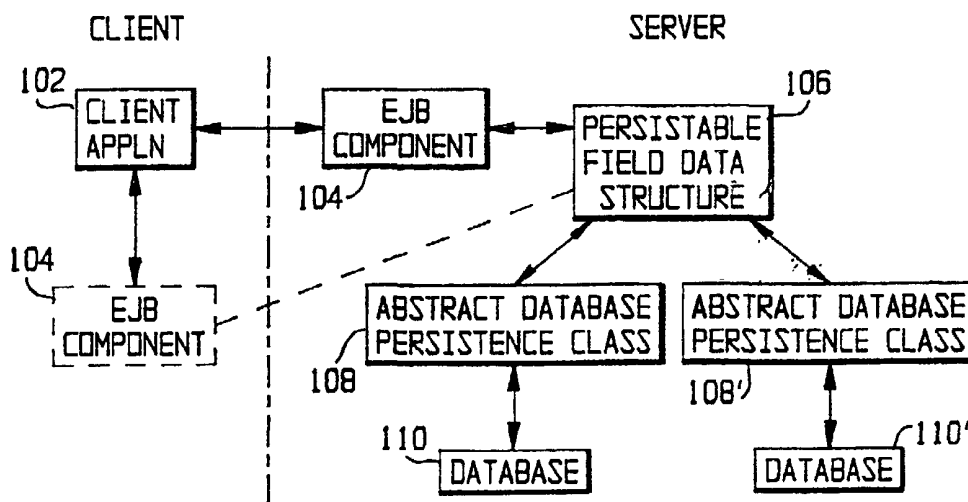 CLIENT
SERVER
102
CLIENT
APPLN
EJB
COMPONENT
104
106
PERSISTABLE
FIELD DATA
STRUCTURE
104
EJB
COMPONENT
ABSTRACT DATABASE
PERSISTENCE CLASS
108
ABSTRACT DATABASE
PERSISTENCE CLASS
108'
110
DATABASE
110'
DATABASE